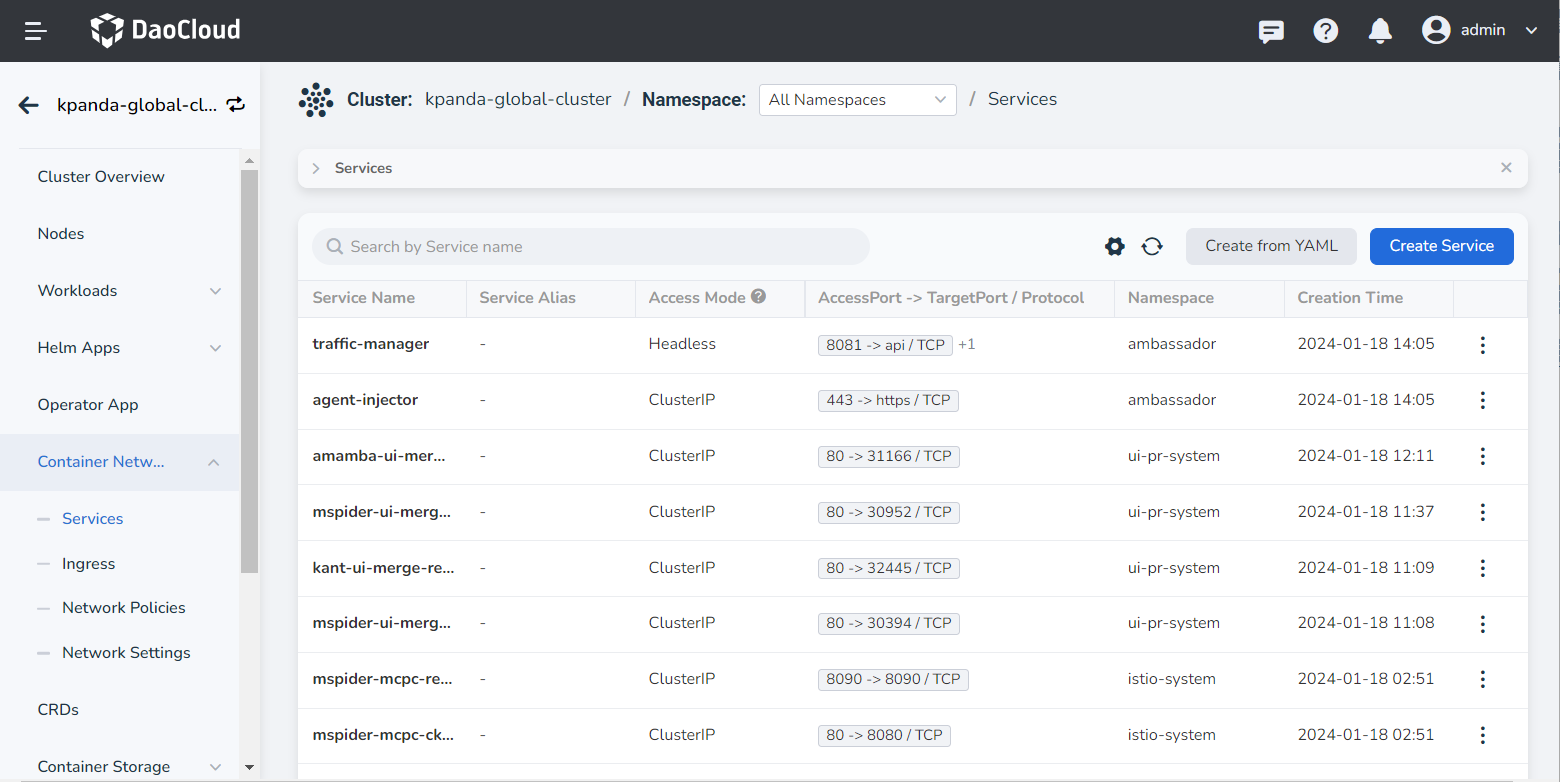 DaoCloud
admin
kpanda-global-cl...
Cluster: kpanda-global-cluster / Namespace: All Namespaces / Services
Cluster Overview
Nodes
Workloads
Helm Apps
Operator App
Container Netw...
Services
Ingress
Network Policies
Network Settings
CRDs
Container Storage
Services
Search by Service name
Create from YAML
Create Service
Service Name Service Alias Access Mode AccessPort -> TargetPort / Protocol Namespace Creation Time
traffic-manager - Headless 8081 -> api / TCP +1 ambassador 2024-01-18 14:05
agent-injector - ClusterIP 443 -> https / TCP ambassador 2024-01-18 14:05
amamba-ui-mer... - ClusterIP 80 -> 31166 / TCP ui-pr-system 2024-01-18 12:11
mspider-ui-merg... - ClusterIP 80 -> 30952 / TCP ui-pr-system 2024-01-18 11:37
kant-ui-merge-re... - ClusterIP 80 -> 32445 / TCP ui-pr-system 2024-01-18 11:09
mspider-ui-merg... - ClusterIP 80 -> 30394 / TCP ui-pr-system 2024-01-18 11:08
mspider-mcpc-re... - ClusterIP 8090 -> 8090 / TCP istio-system 2024-01-18 02:51
mspider-mcpc-ck... - ClusterIP 80 -> 8080 / TCP istio-system 2024-01-18 02:51